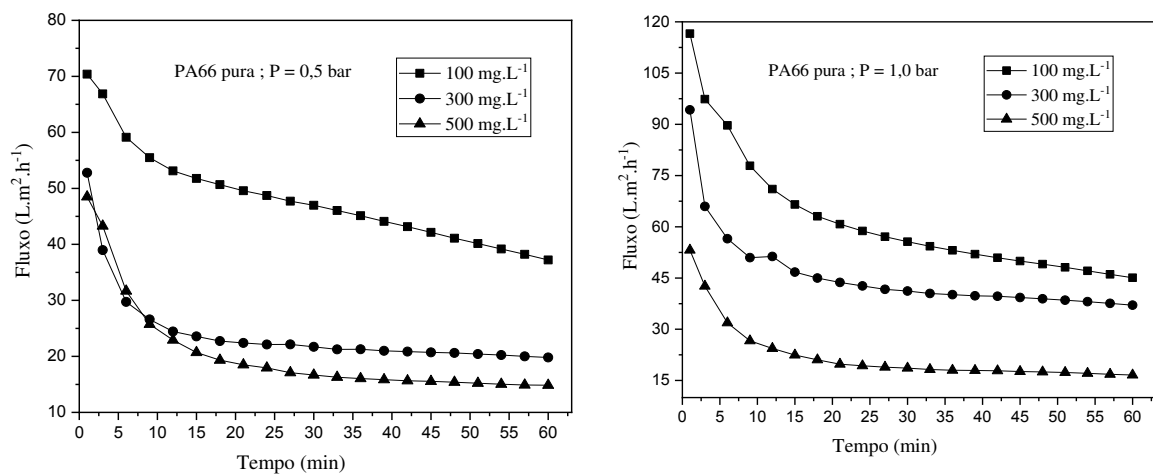 80
70
60
50
40
30
20
10
Fluxo (L.m².h⁻¹)
PA66 pura ; P = 0,5 bar
100 mg.L⁻¹
300 mg.L⁻¹
500 mg.L⁻¹
0 5 10 15 20 25 30 35 40 45 50 55 60
Tempo (min)
120
105
90
75
60
45
30
15
Fluxo (L.m².h⁻¹)
PA66 pura ; P = 1,0 bar
100 mg.L⁻¹
300 mg.L⁻¹
500 mg.L⁻¹
0 5 10 15 20 25 30 35 40 45 50 55 60
Tempo (min)